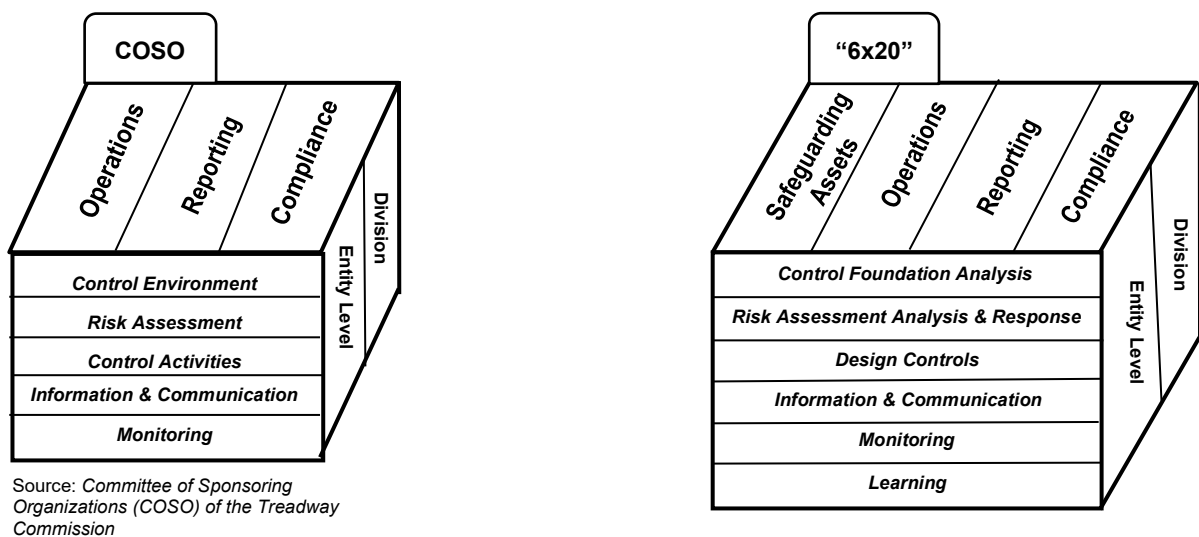 COSO
Operations
Reporting
Compliance
Division
Entity Level
Control Environment
Risk Assessment
Control Activities
Information & Communication
Monitoring
Source: Committee of Sponsoring
Organizations (COSO) of the Treadway
Commission
“6x20”
Safeguarding
Assets
Operations
Reporting
Compliance
Division
Entity Level
Control Foundation Analysis
Risk Assessment Analysis & Response
Design Controls
Information & Communication
Monitoring
Learning